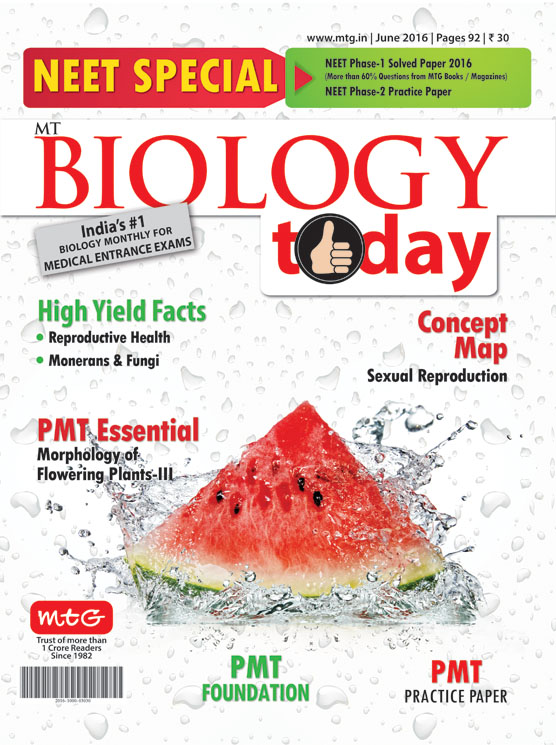 www.mtg.in | June 2016 | Pages 92 | ₹ 30
NEET SPECIAL
NEET Phase-1 Solved Paper 2016
(More than 60% Questions from MTG Books / Magazines)
NEET Phase-2 Practice Paper
MT
BIOLOGY
today
India's #1
BIOLOGY MONTHLY FOR
MEDICAL ENTRANCE EXAMS
High Yield Facts
• Reproductive Health
• Monerans & Fungi
Concept
Map
Sexual Reproduction
PMT Essential
Morphology of
Flowering Plants-III
mtG
Trust of more than
1 Crore Readers
Since 1982
PMT
FOUNDATION
PMT
PRACTICE PAPER